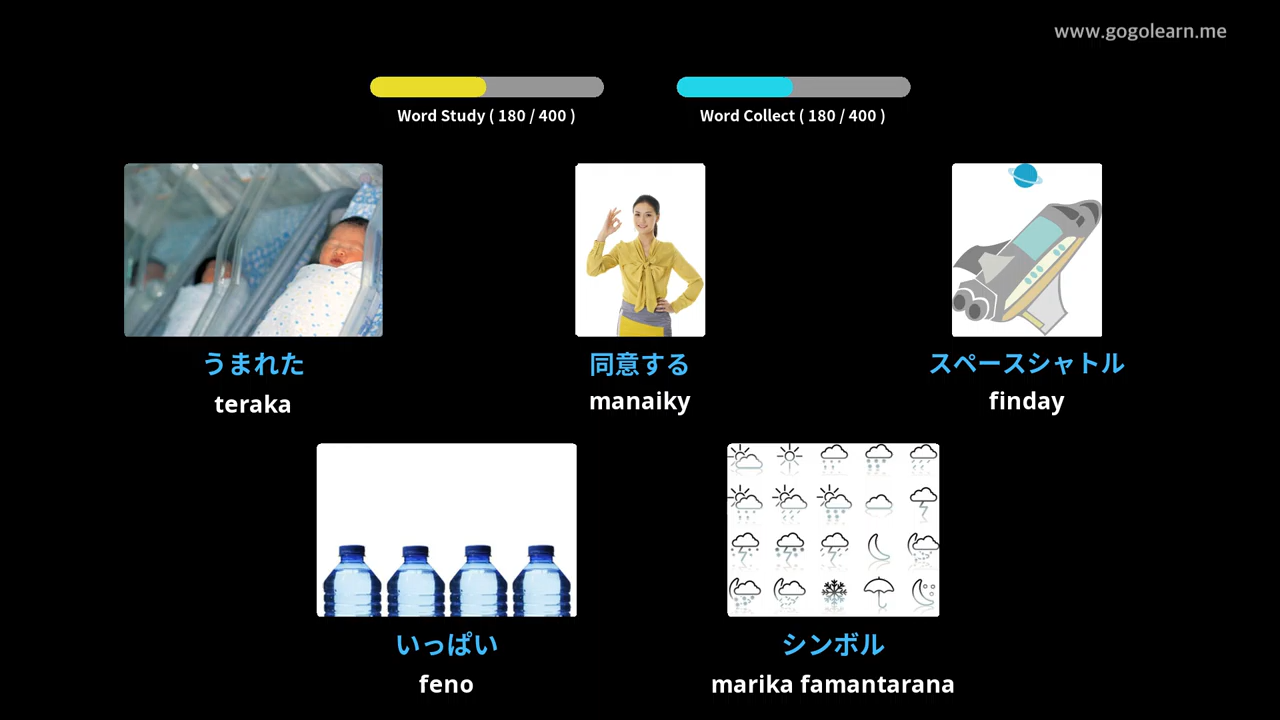 www.gogolearn.me
Word Study ( 180 / 400 )
Word Collect ( 180 / 400 )
うまれた
teraka
同意する
manaiky
スペースシャトル
finday
いっぱい
feno
シンボル
marika famantarana